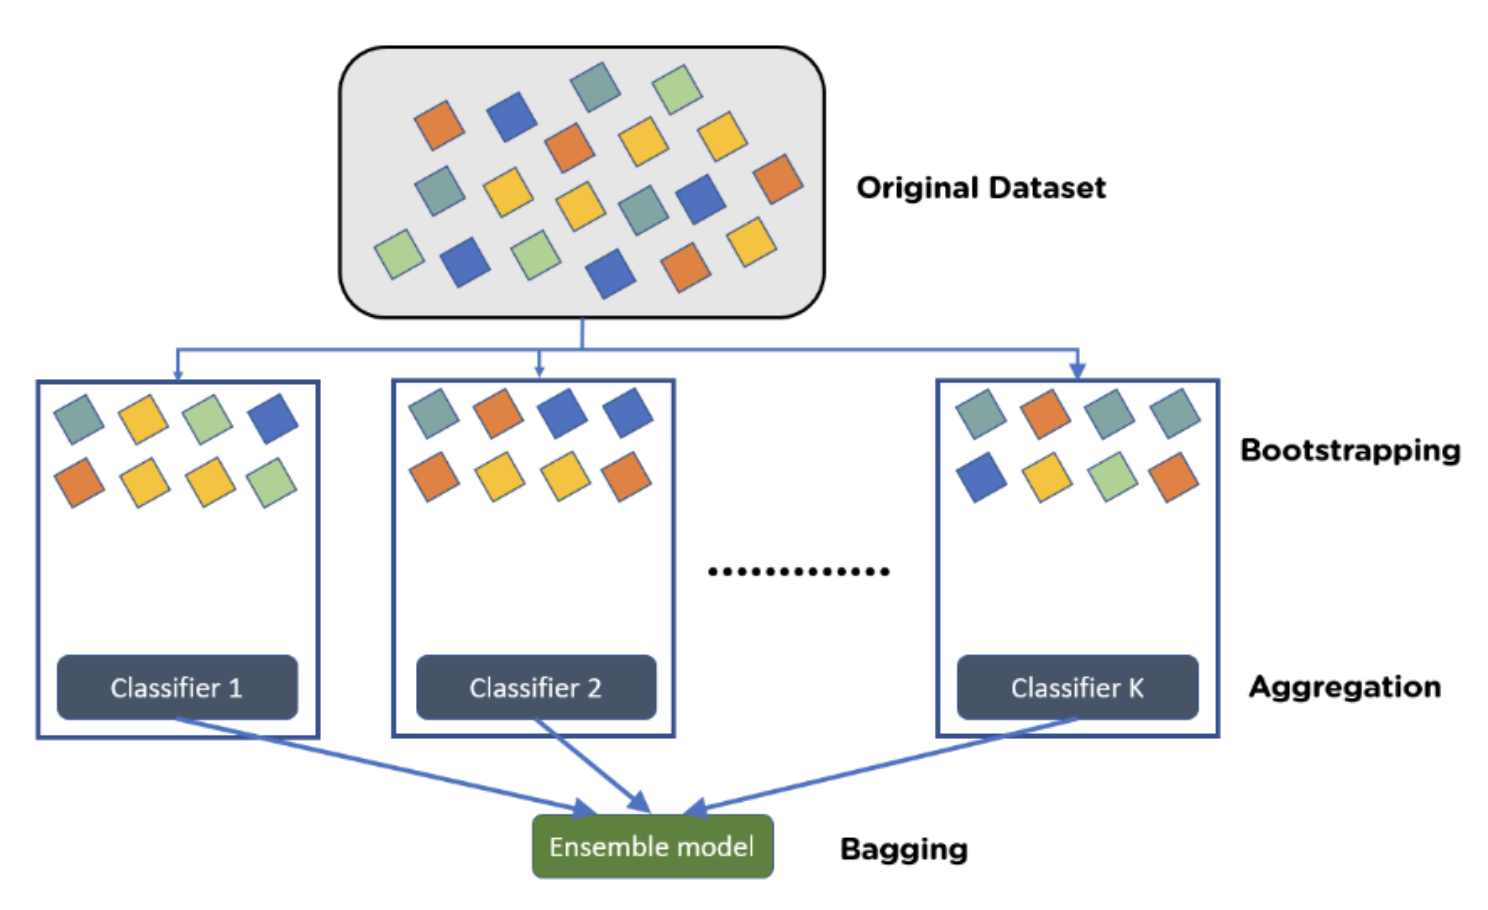 Original Dataset
Bootstrapping
Classifier 1
Classifier 2
.............
Classifier K
Aggregation
Ensemble model
Bagging